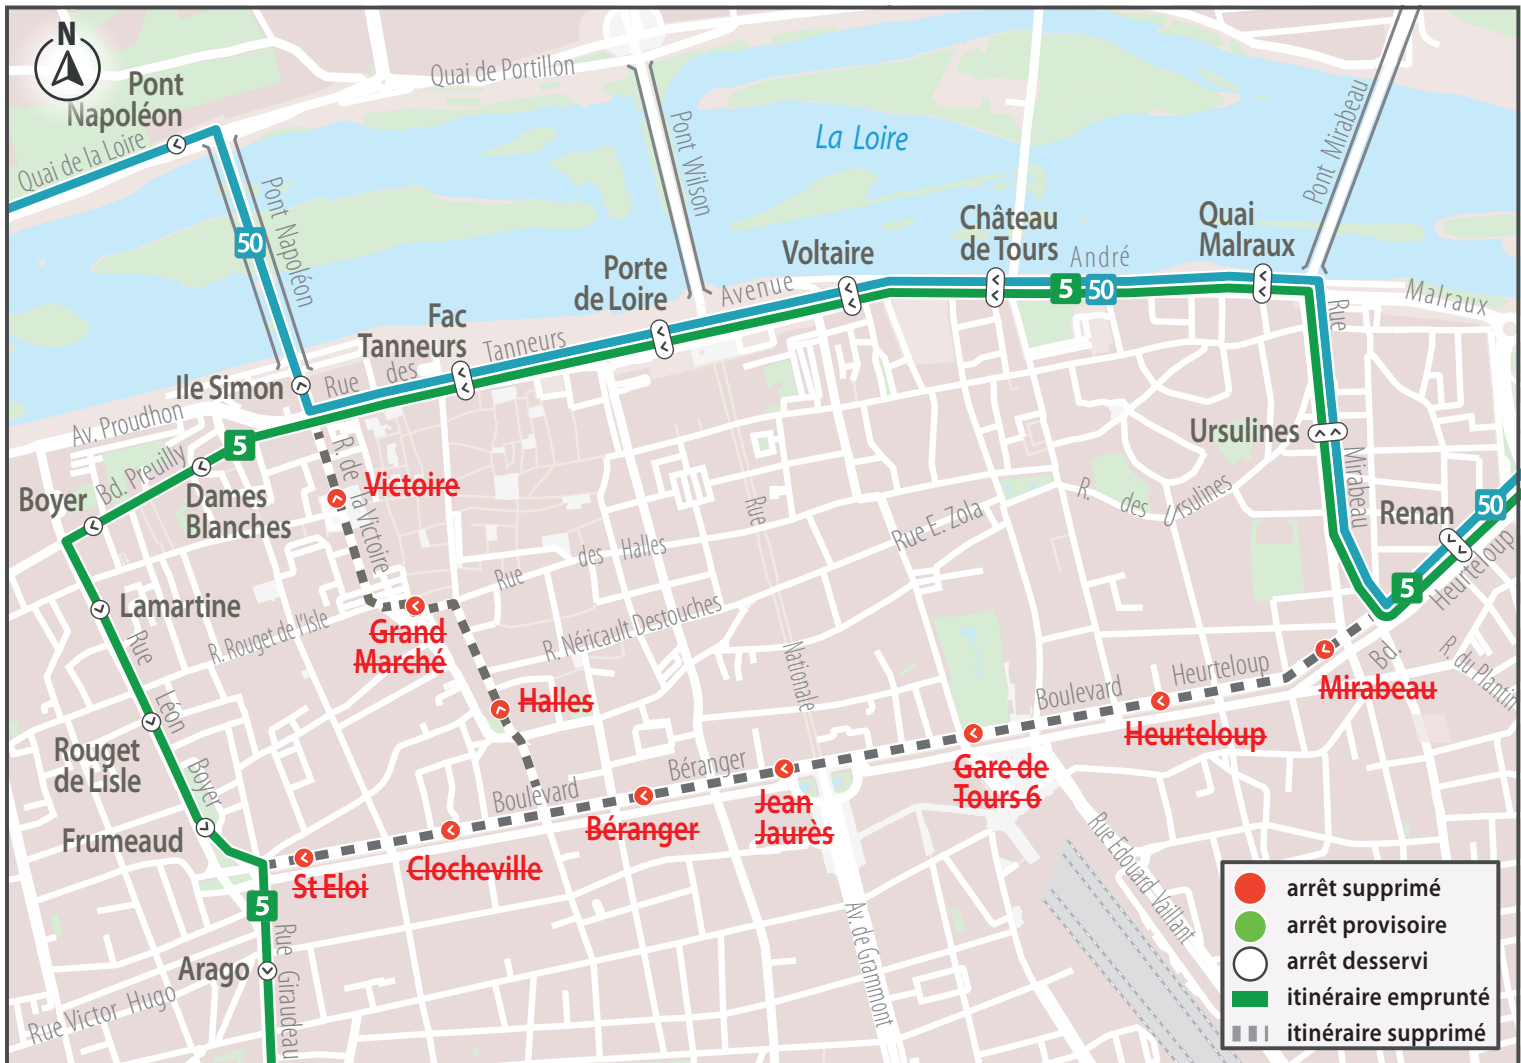 N
Pont
Napoléon
Quai de la Loire
Quai de Portillon
Pont Wilson
La Loire
Pont Mirabeau
50
Pont Napoléon
Château
de Tours
Quai
Malraux
Voltaire
André
5
50
Malraux
Porte
de Loire
Avenue
Fac
Tanneurs
Tanneurs
Rue
des
Ile Simon
Av. Proudhon
5
Bd. Preuilly
Dames
Blanches
Boyer
R. de la Victoire
Victoire
Rue
Mirabeau
Ursulines
R. des Ursulines
Renan
50
5
Heurteloup
Bd.
R. du Plantin
Rue E. Zola
Rue
Nationale
Rue
des Halles
Lamartine
R. Rouget de l'Isle
Grand
Marché
R. Néricault Destouches
Halles
Rue
Léon
Boyer
Rouget
de Lisle
Frumeaud
Mirabeau
Heurteloup
Boulevard
Heurteloup
Gare de
Tours 6
Béranger
Boulevard
Jean
Jaurès
Béranger
Clocheville
St Eloi
5
Arago
Rue Giraudeau
Rue Victor Hugo
Av. de Grammont
Rue Edouard Vaillant
arrêt supprimé
arrêt provisoire
arrêt desservi
itinéraire emprunté
itinéraire supprimé